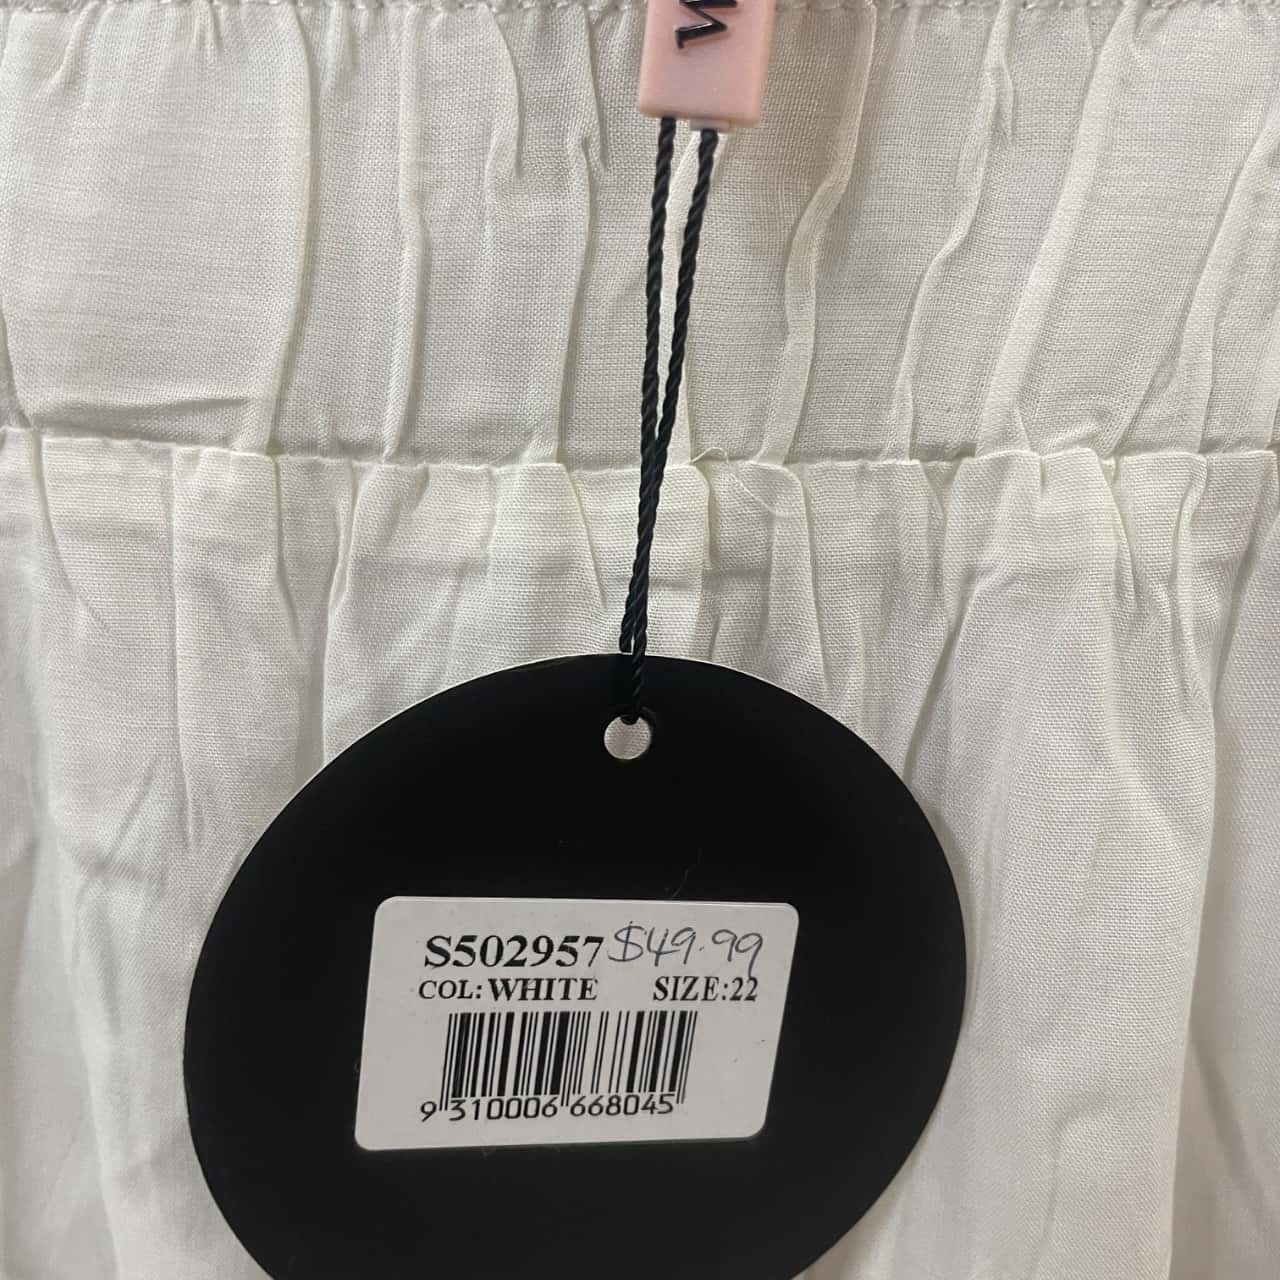 S502957 $49.99
COL: WHITE SIZE:22
9 310006 668045